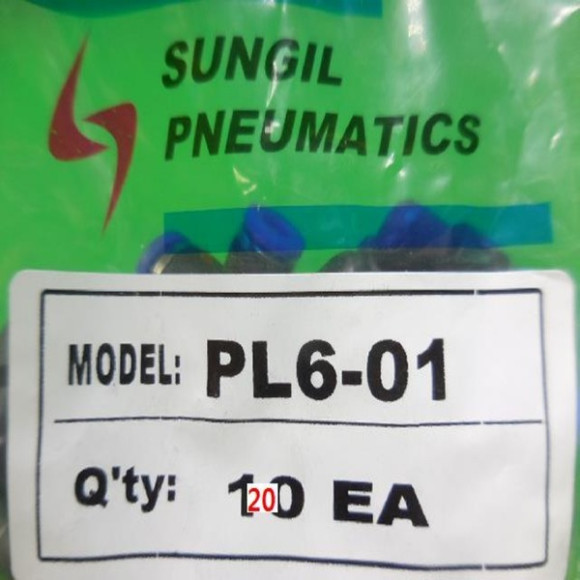 SUNGIL
PNEUMATICS
MODEL: PL6-01
Q'ty: 10 EA
20